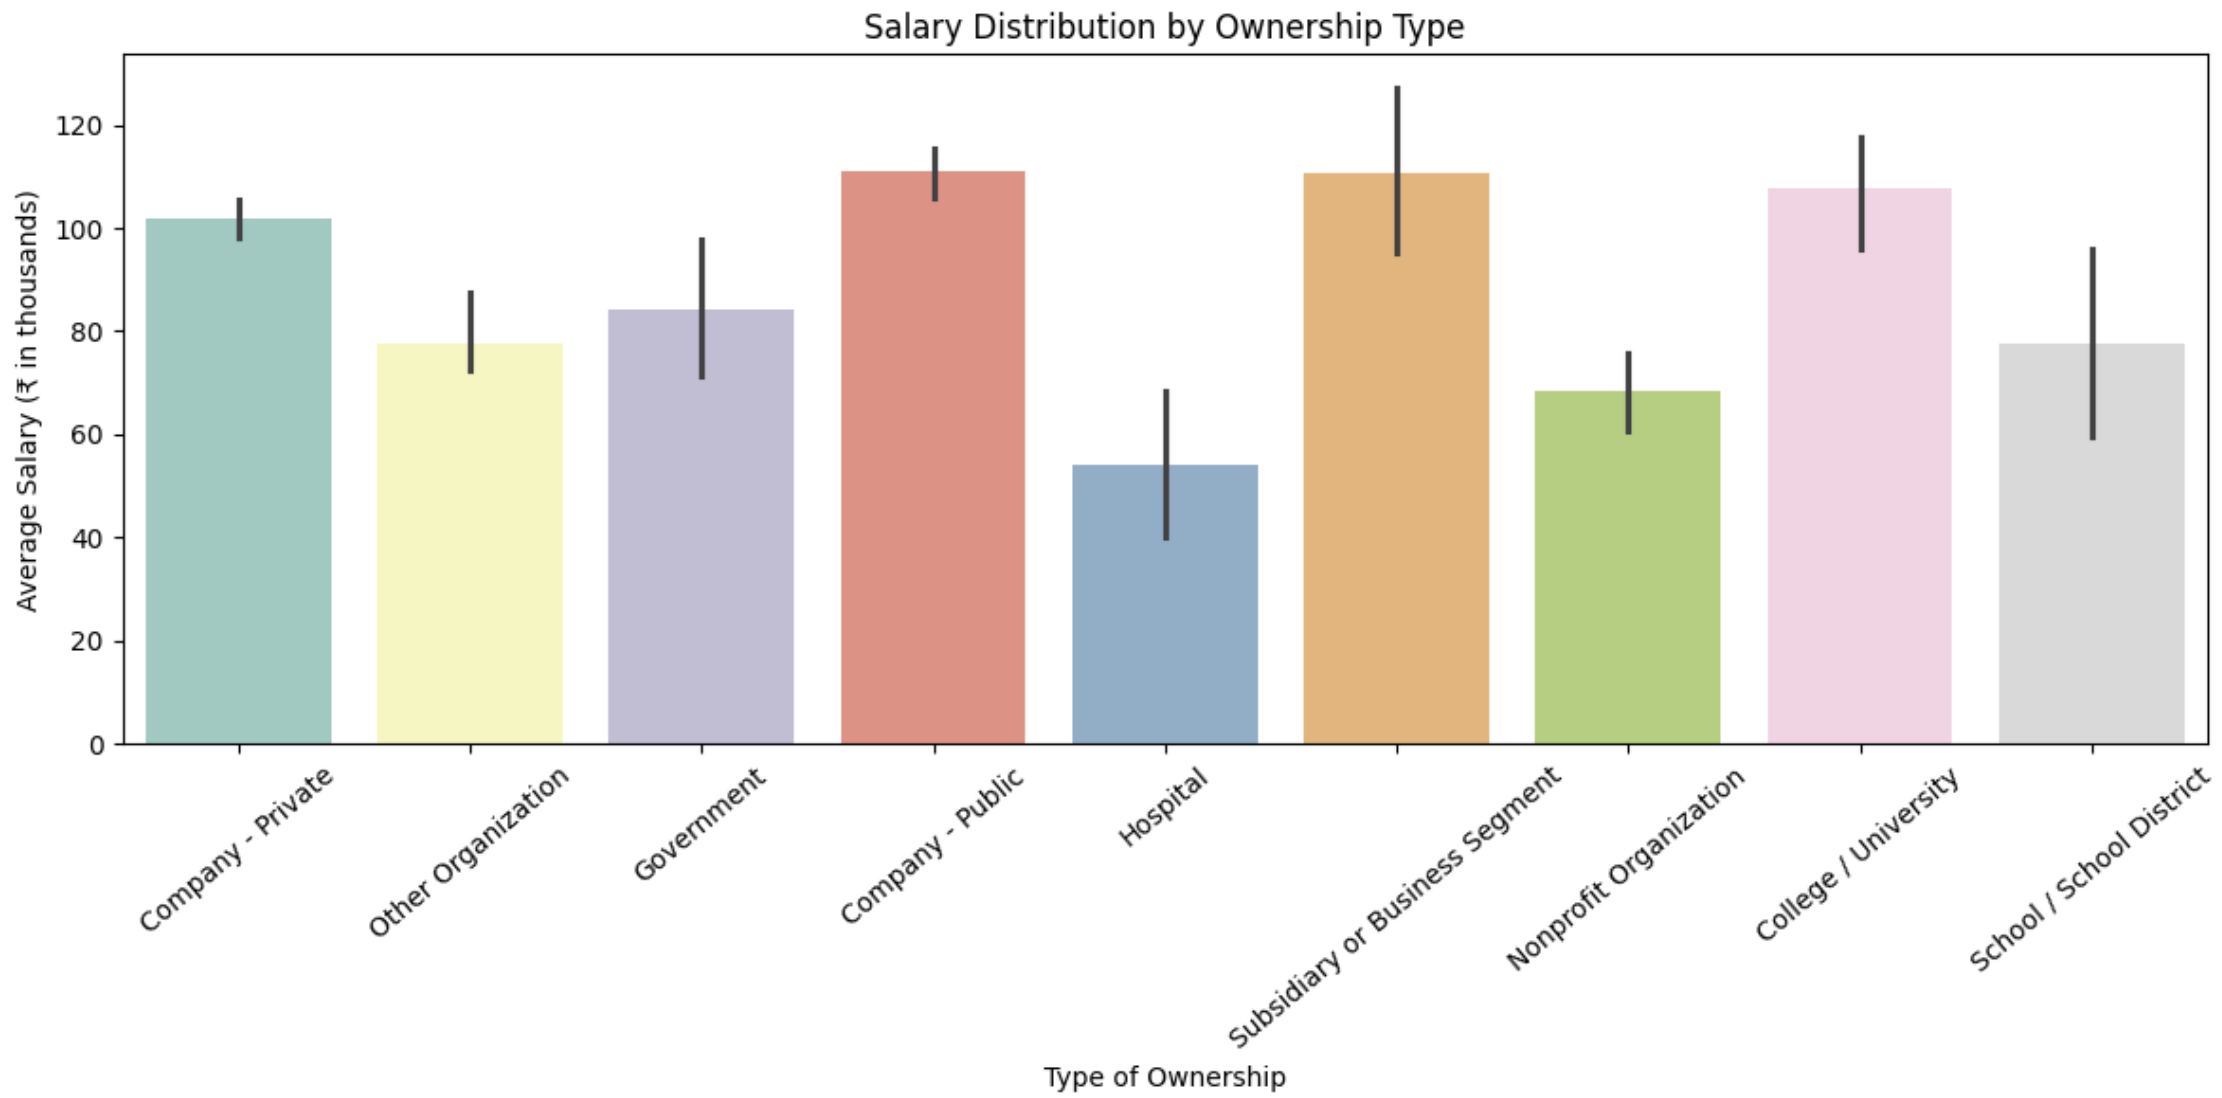 Salary Distribution by Ownership Type
Average Salary (₹ in thousands)
120
100
80
60
40
20
0
Company - Private
Other Organization
Government
Company - Public
Hospital
Subsidiary or Business Segment
Nonprofit Organization
College / University
School / School District
Type of Ownership